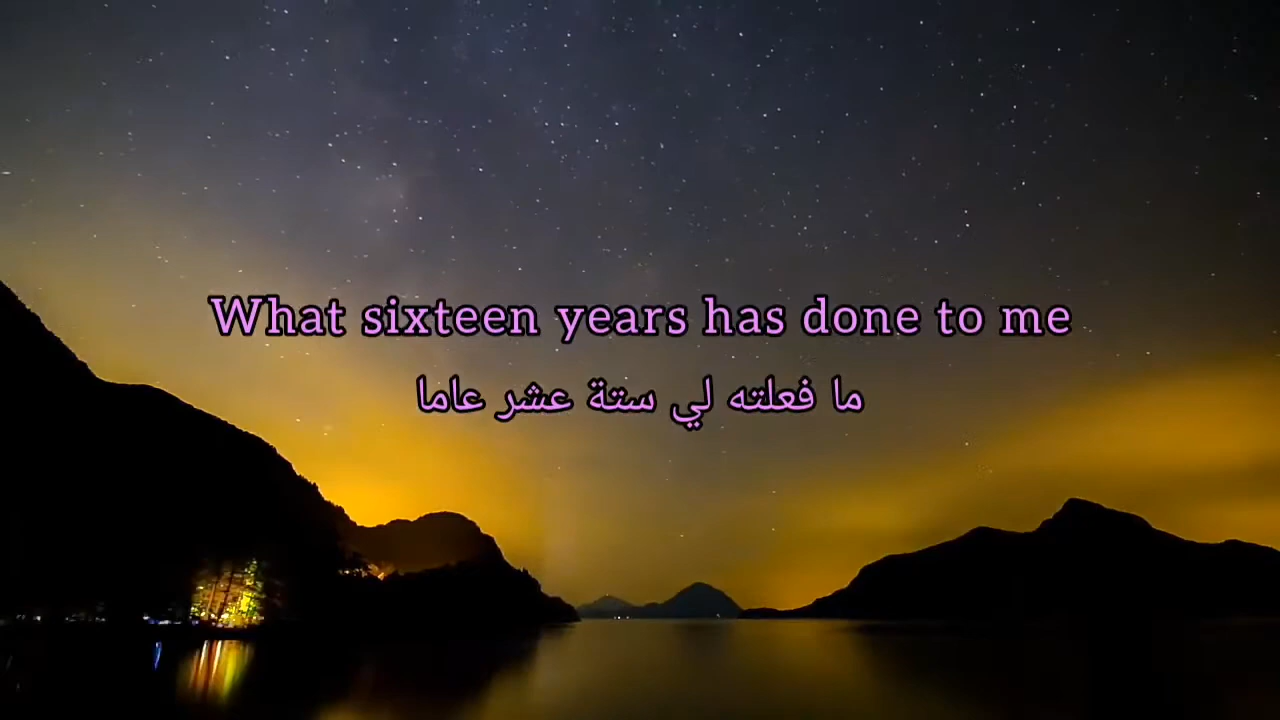 What sixteen years has done to me
ما فعلته لي ستة عشر عاما